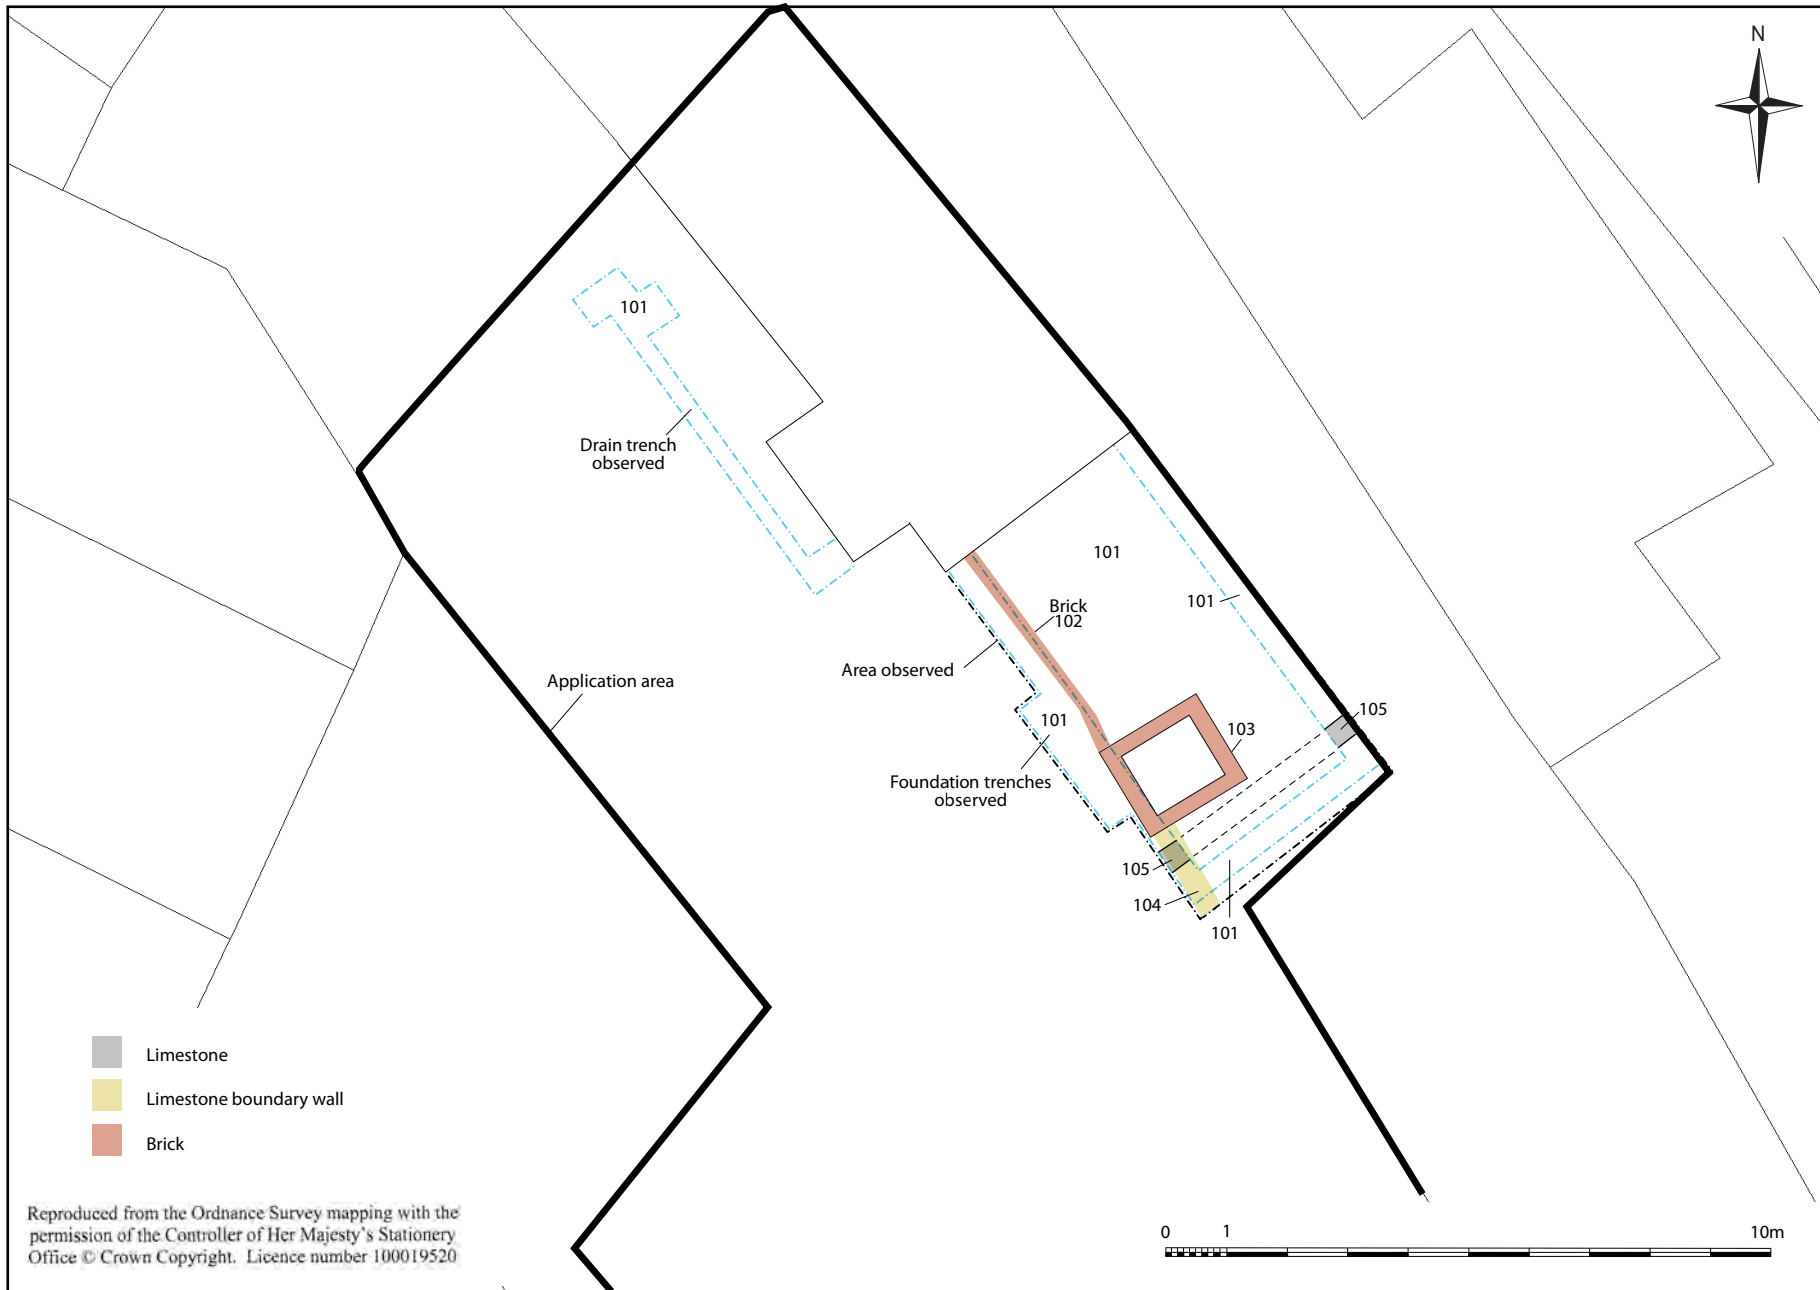 N
101
Drain trench
observed
101
101
Brick
102
Area observed
Application area
101
105
103
Foundation trenches
observed
105
104
101
Limestone
Limestone boundary wall
Brick
Reproduced from the Ordnance Survey mapping with the
permission of the Controller of Her Majesty's Stationery
Office © Crown Copyright. Licence number 100019520
0 1 10m